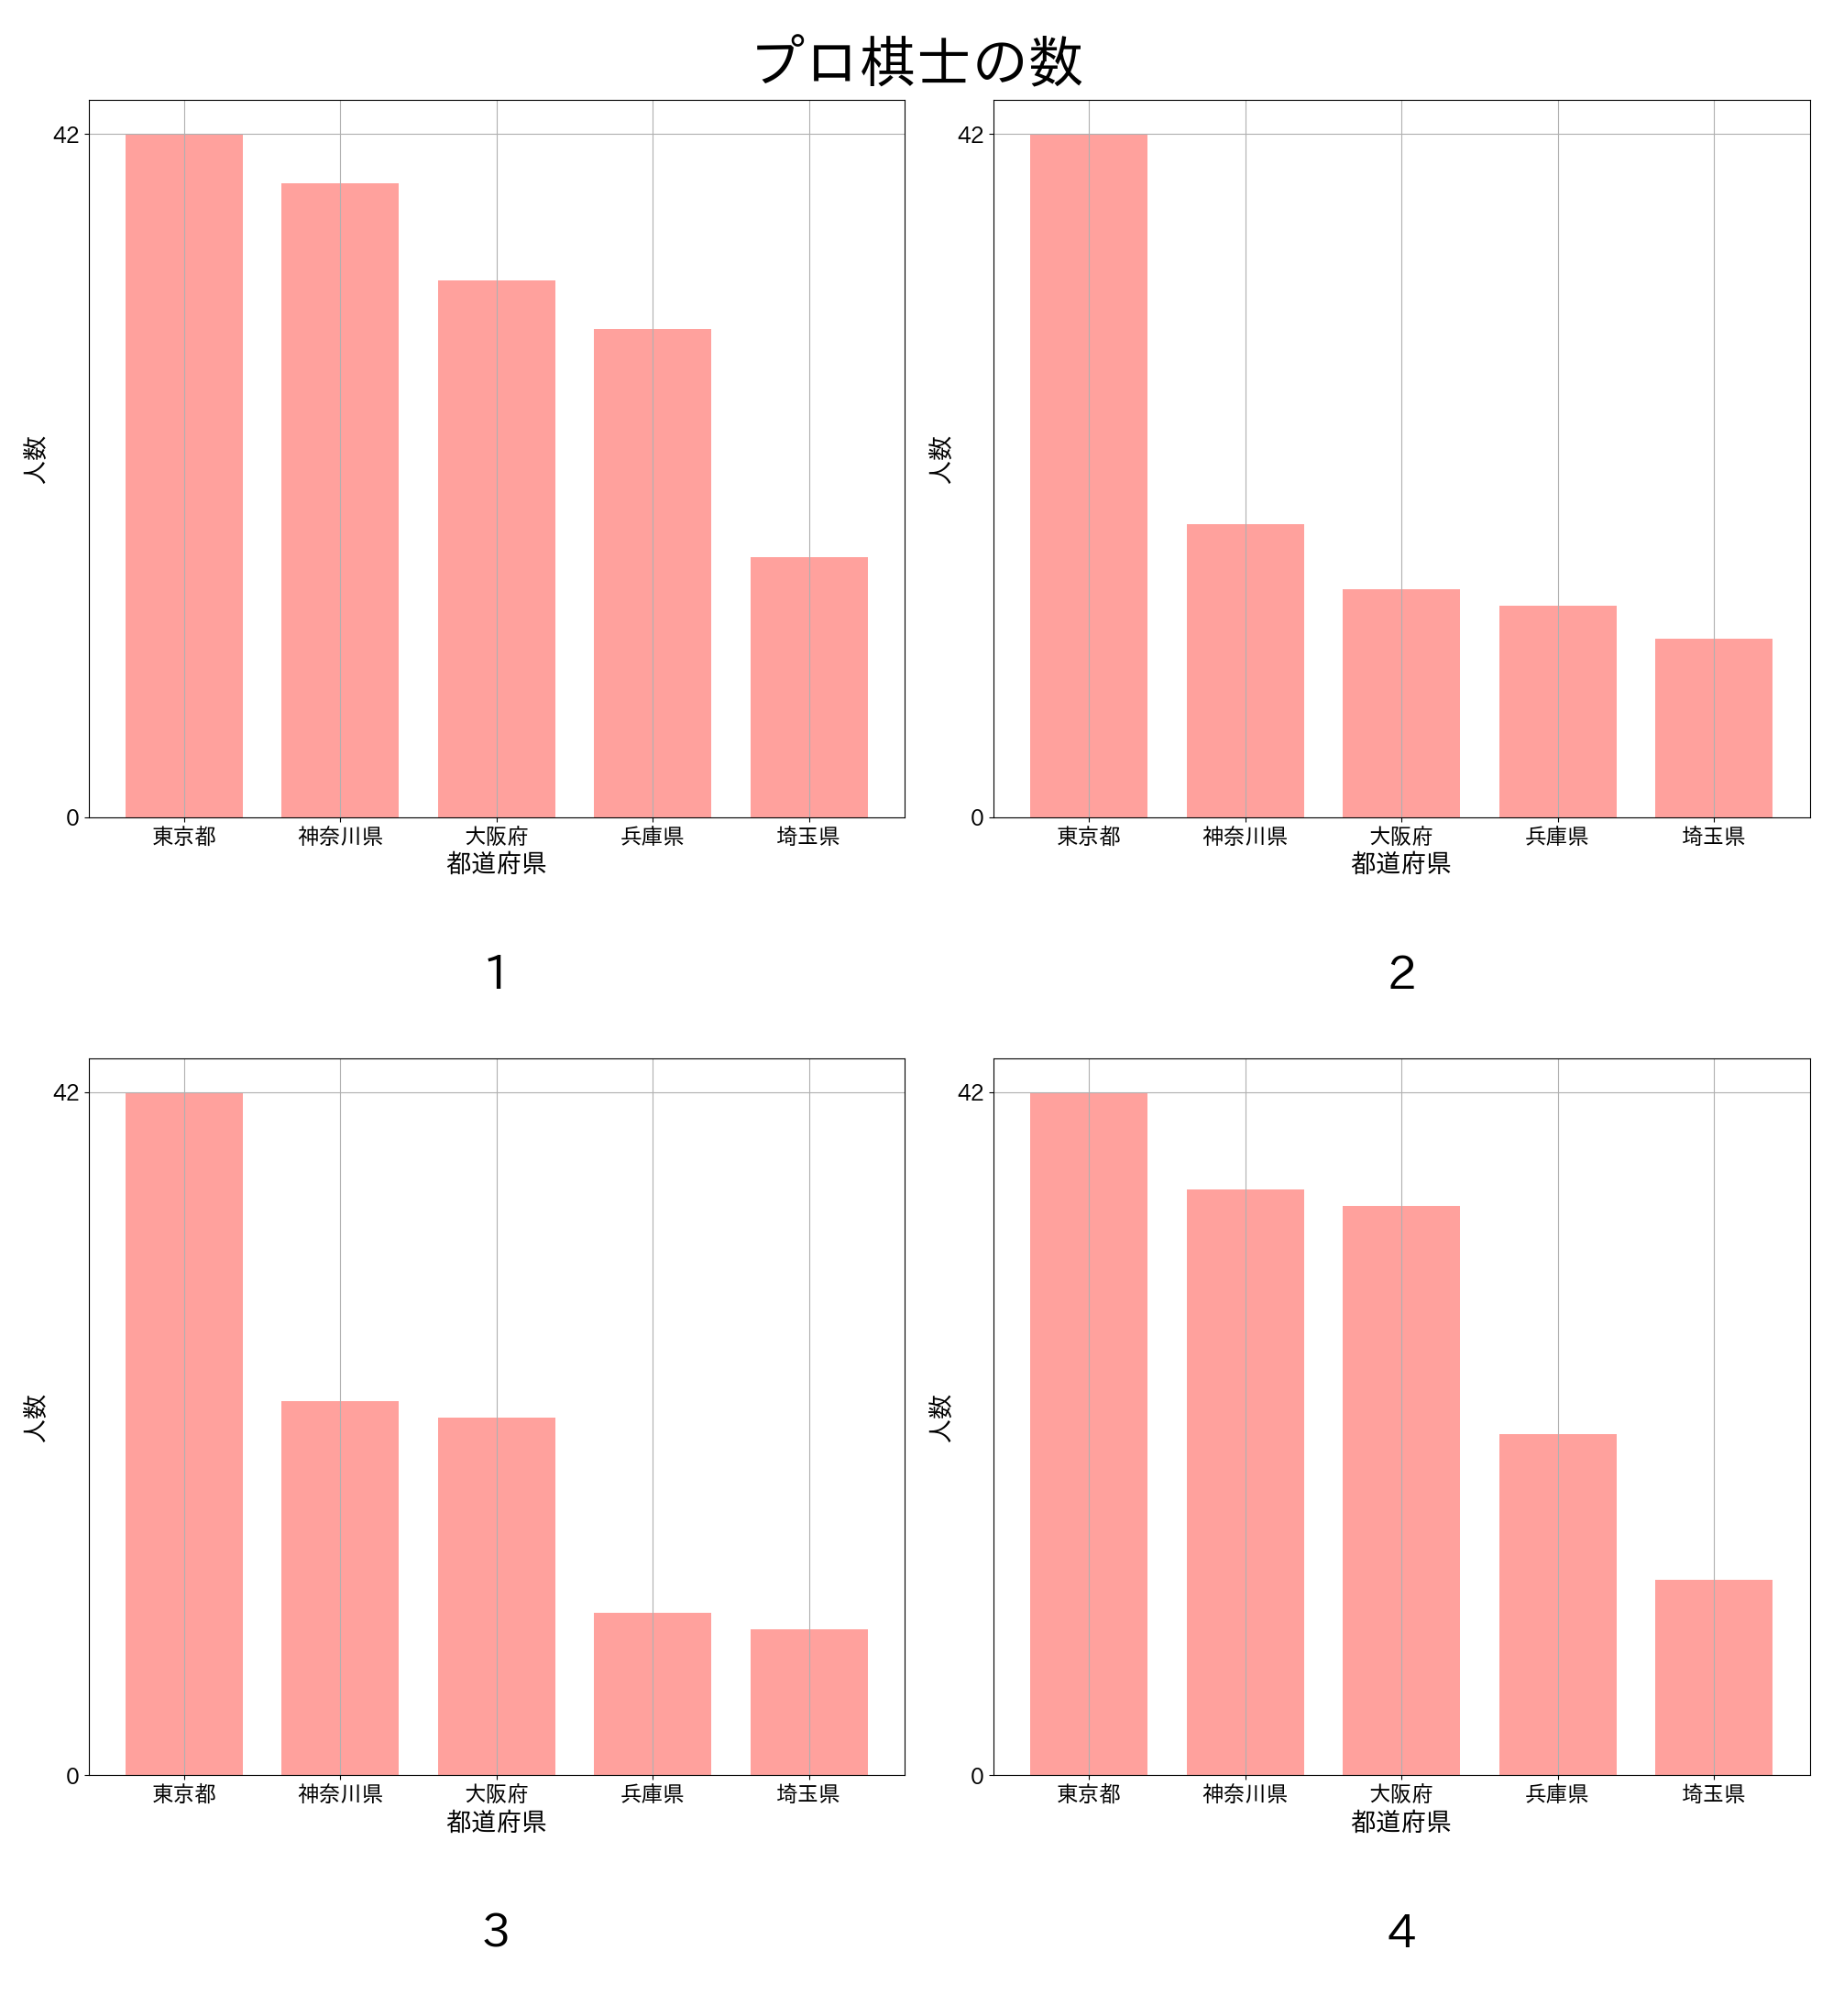 プロ棋士の数
42
0
人数
東京都 神奈川県 大阪府 兵庫県 埼玉県
都道府県
1
42
0
人数
東京都 神奈川県 大阪府 兵庫県 埼玉県
都道府県
2
42
0
人数
東京都 神奈川県 大阪府 兵庫県 埼玉県
都道府県
3
42
0
人数
東京都 神奈川県 大阪府 兵庫県 埼玉県
都道府県
4